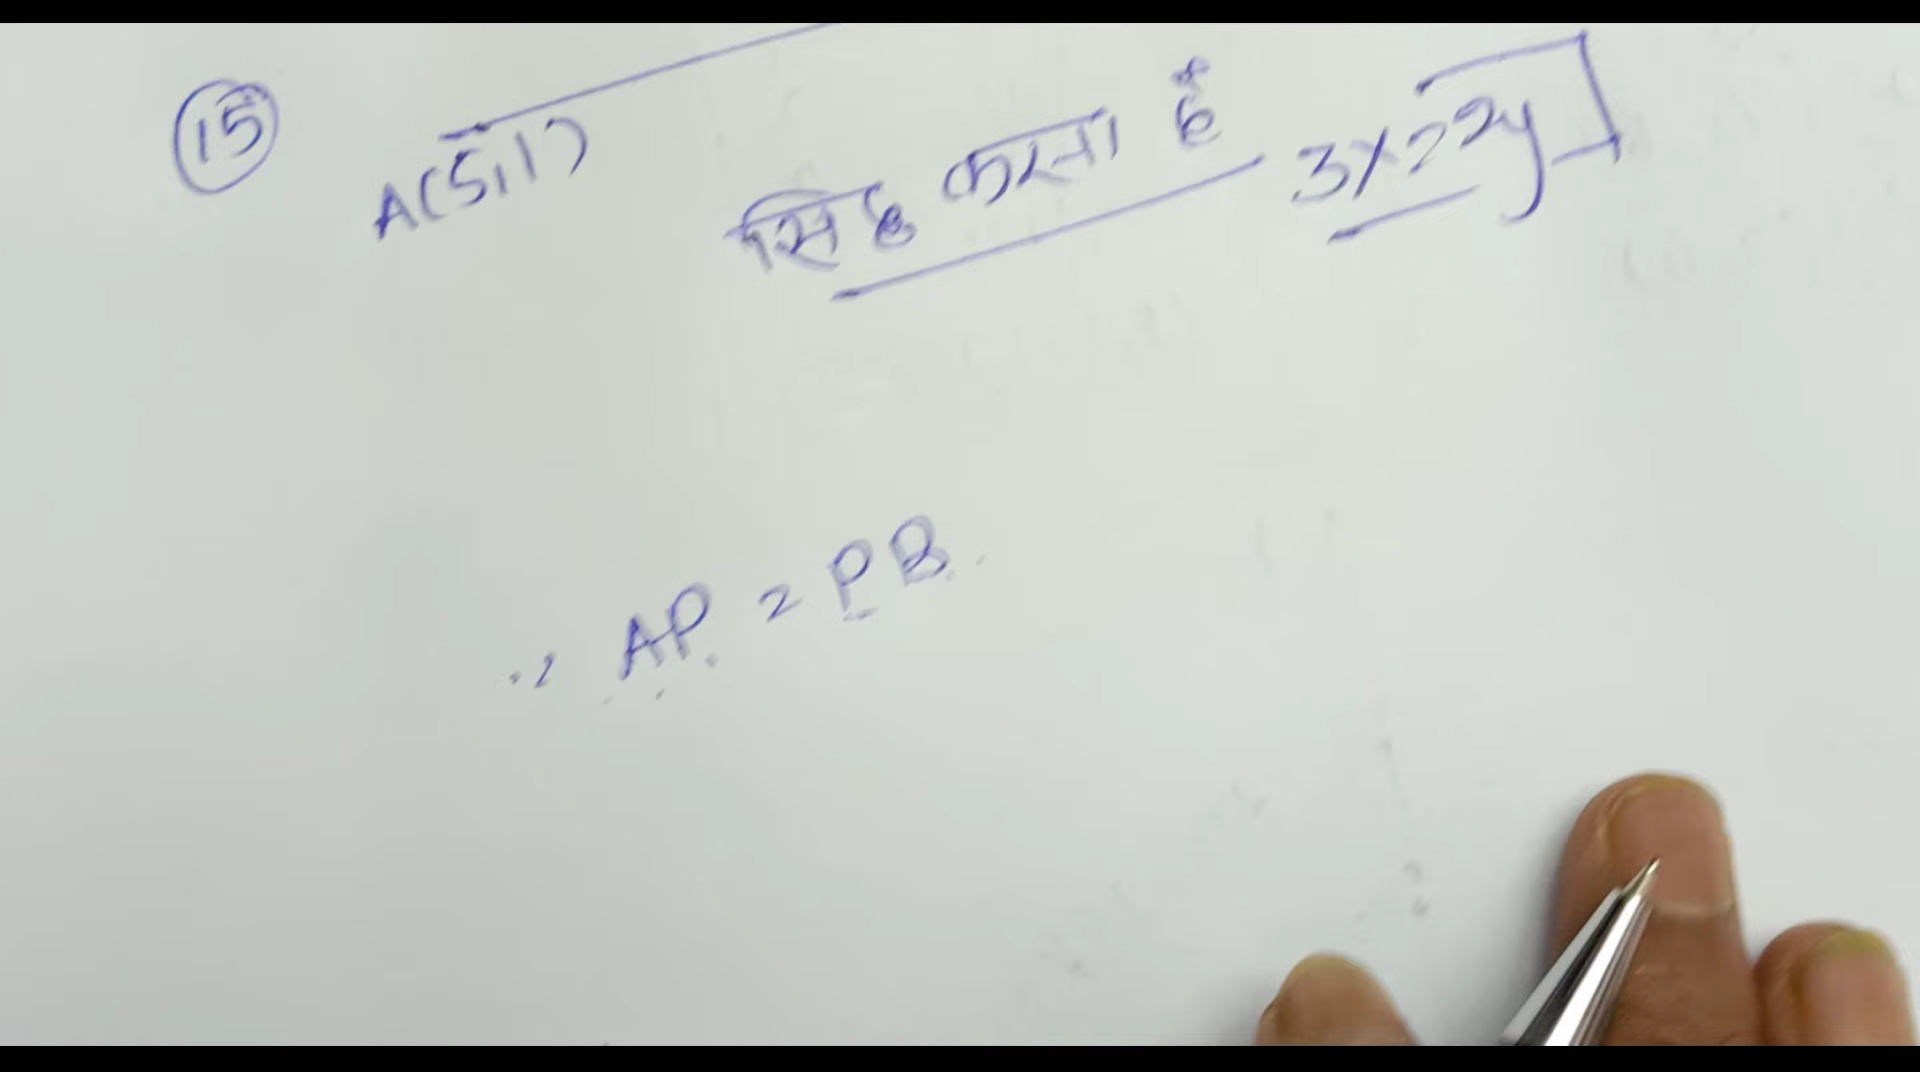 15 A(5,1)
सिद्ध करना है 3x=2y
∵ AP = PB